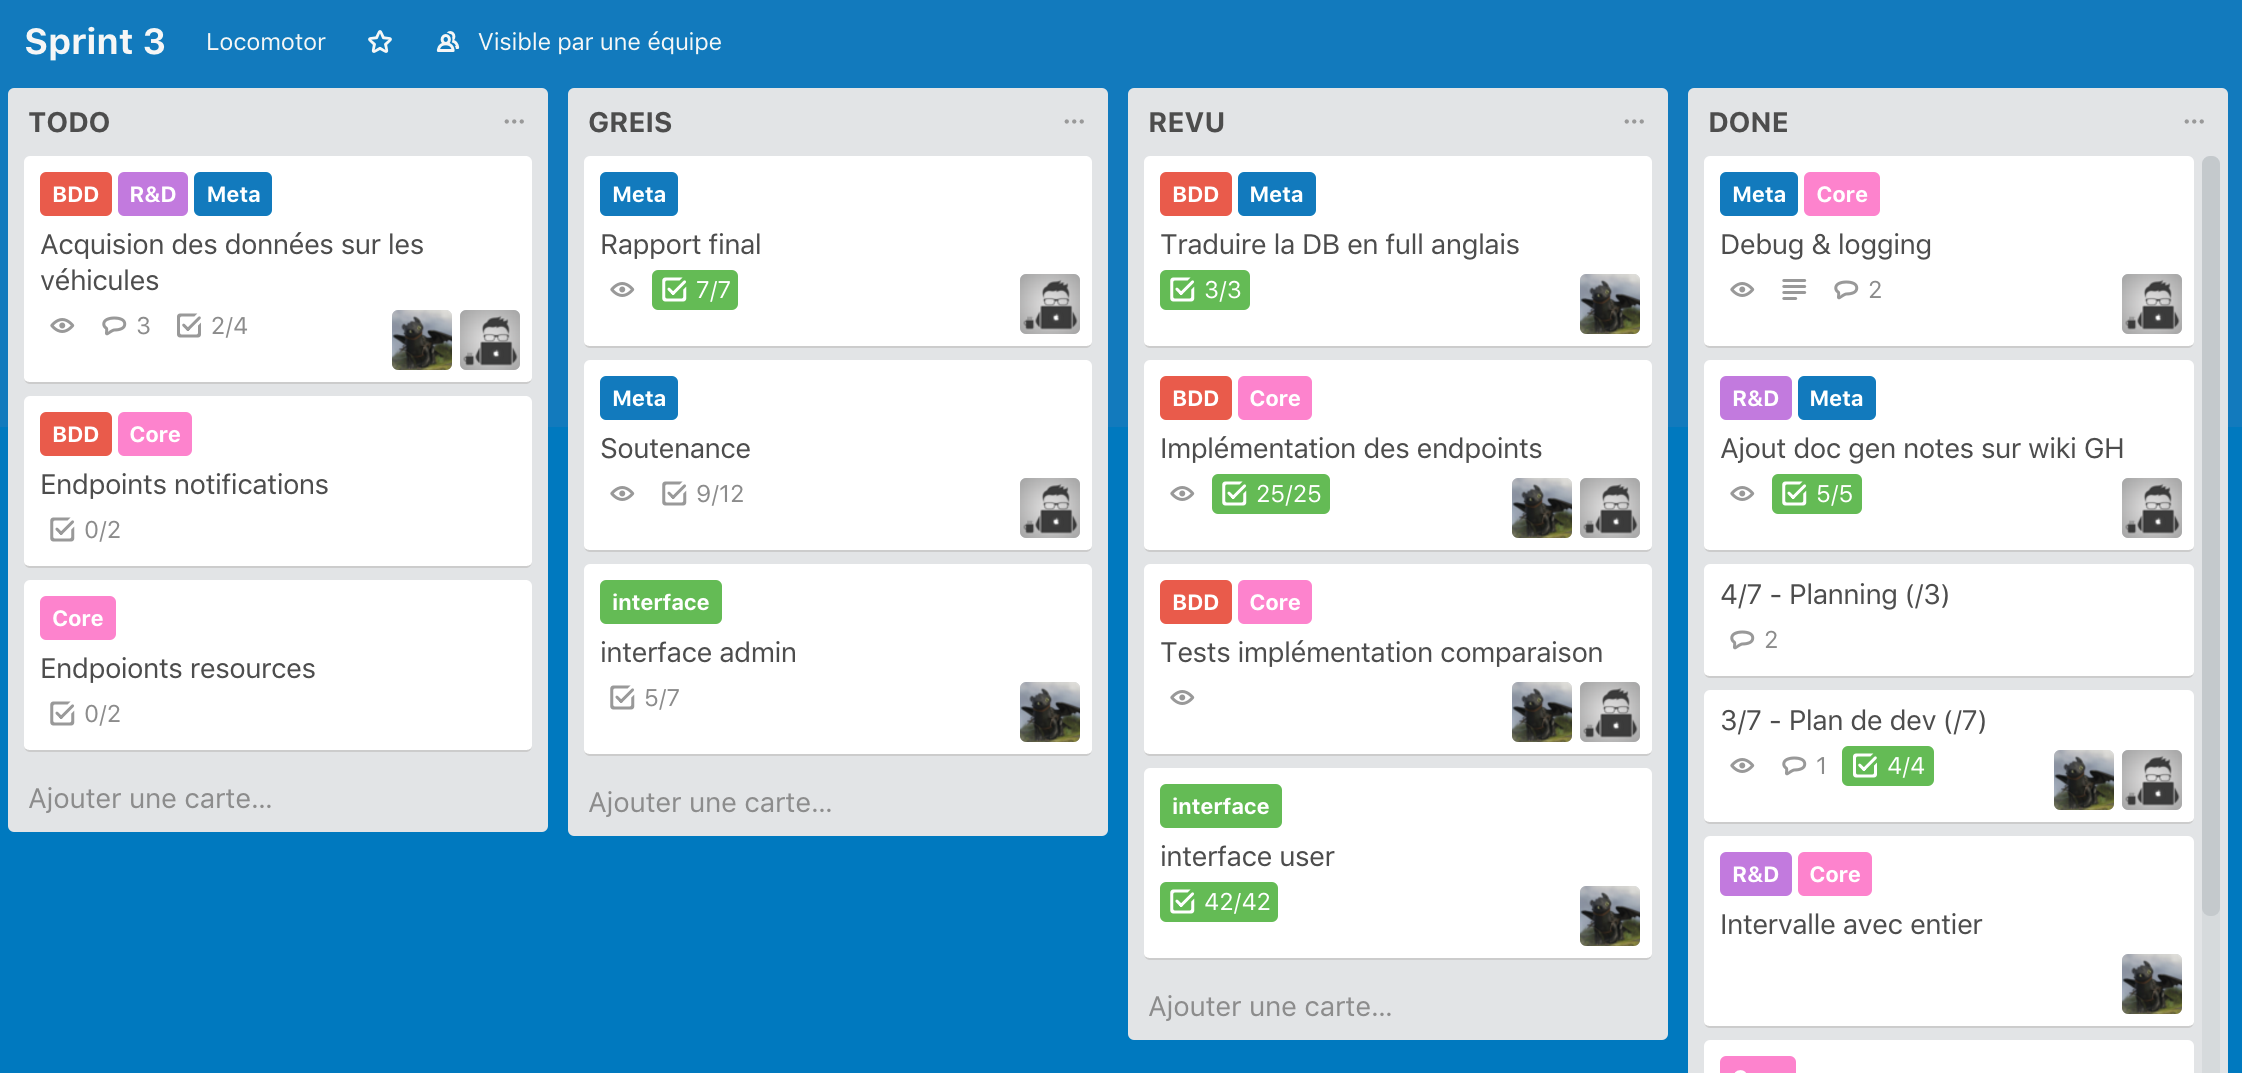 Sprint 3 Locomotor Visible par une équipe
TODO
BDD R&D Meta
Acquision des données sur les
véhicules
3 2/4
BDD Core
Endpoints notifications
0/2
Core
Endpoionts resources
0/2
Ajouter une carte...
GREIS
Meta
Rapport final
7/7
Meta
Soutenance
9/12
interface
interface admin
5/7
Ajouter une carte...
REVU
BDD Meta
Traduire la DB en full anglais
3/3
BDD Core
Implémentation des endpoints
25/25
BDD Core
Tests implémentation comparaison
interface
interface user
42/42
Ajouter une carte...
DONE
Meta Core
Debug & logging
2
R&D Meta
Ajout doc gen notes sur wiki GH
5/5
4/7 - Planning (/3)
2
3/7 - Plan de dev (/7)
1 4/4
R&D Core
Intervalle avec entier